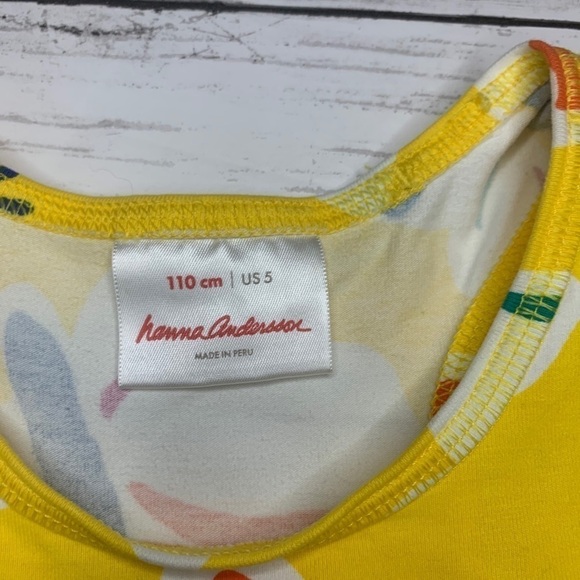 110 cm | US 5
hanna andersson
MADE IN PERU